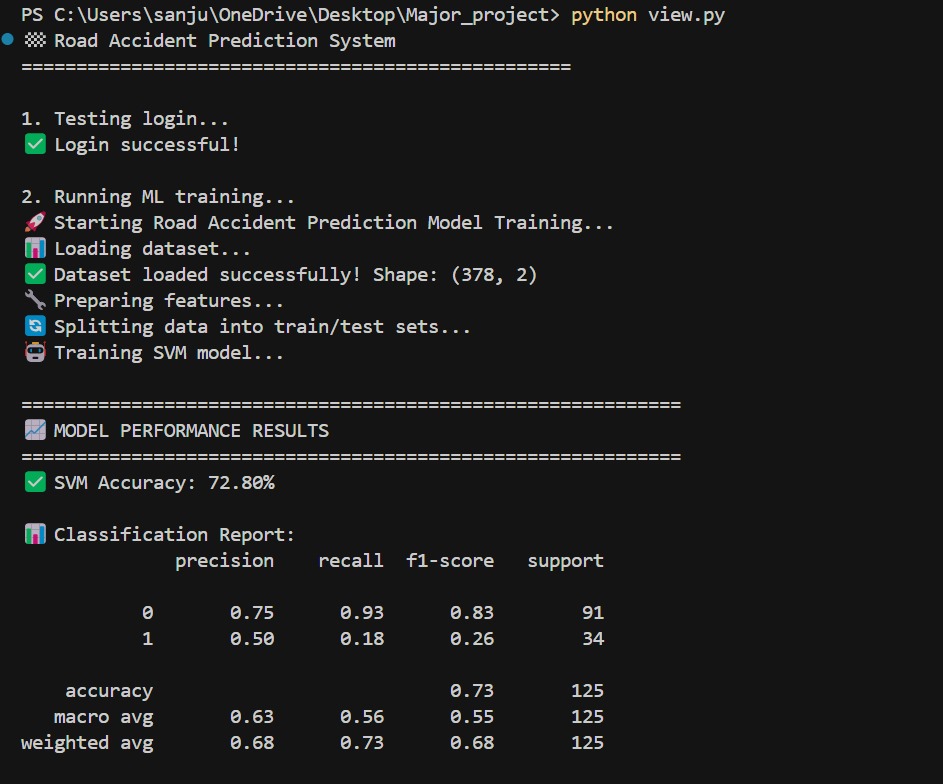 PS C:\Users\sanju\OneDrive\Desktop\Major_project> python view.py
🏁 Road Accident Prediction System
==================================================
1. Testing login...
✅ Login successful!
2. Running ML training...
🚀 Starting Road Accident Prediction Model Training...
📊 Loading dataset...
✅ Dataset loaded successfully! Shape: (378, 2)
🔧 Preparing features...
🔄 Splitting data into train/test sets...
🤖 Training SVM model...
============================================================
📈 MODEL PERFORMANCE RESULTS
============================================================
✅ SVM Accuracy: 72.80%
📊 Classification Report:
precision recall f1-score support
0 0.75 0.93 0.83 91
1 0.50 0.18 0.26 34
accuracy 0.73 125
macro avg 0.63 0.56 0.55 125
weighted avg 0.68 0.73 0.68 125